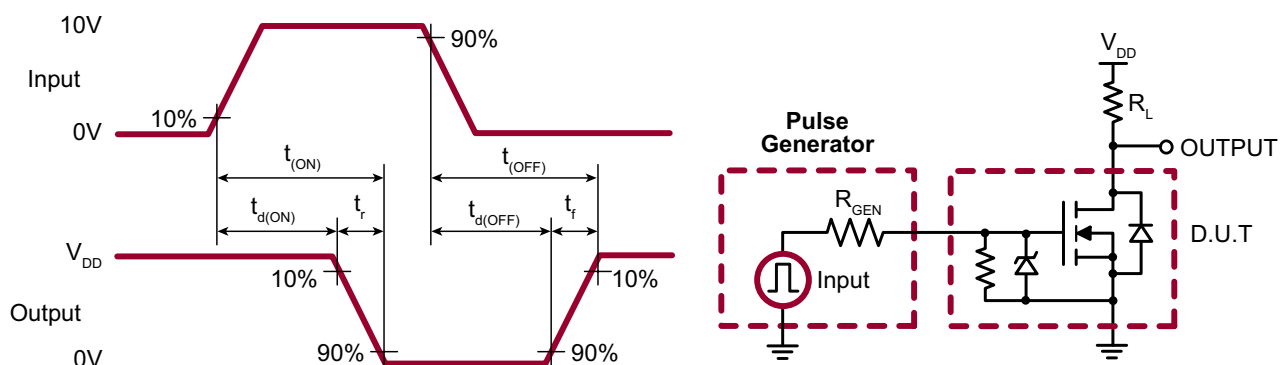 10V
Input
0V
10%
90%
t(ON)
t(OFF)
td(ON)
tr
td(OFF)
tf
VDD
Output
0V
10%
90%
90%
10%
Pulse
Generator
RGEN
Input
VDD
RL
OUTPUT
D.U.T